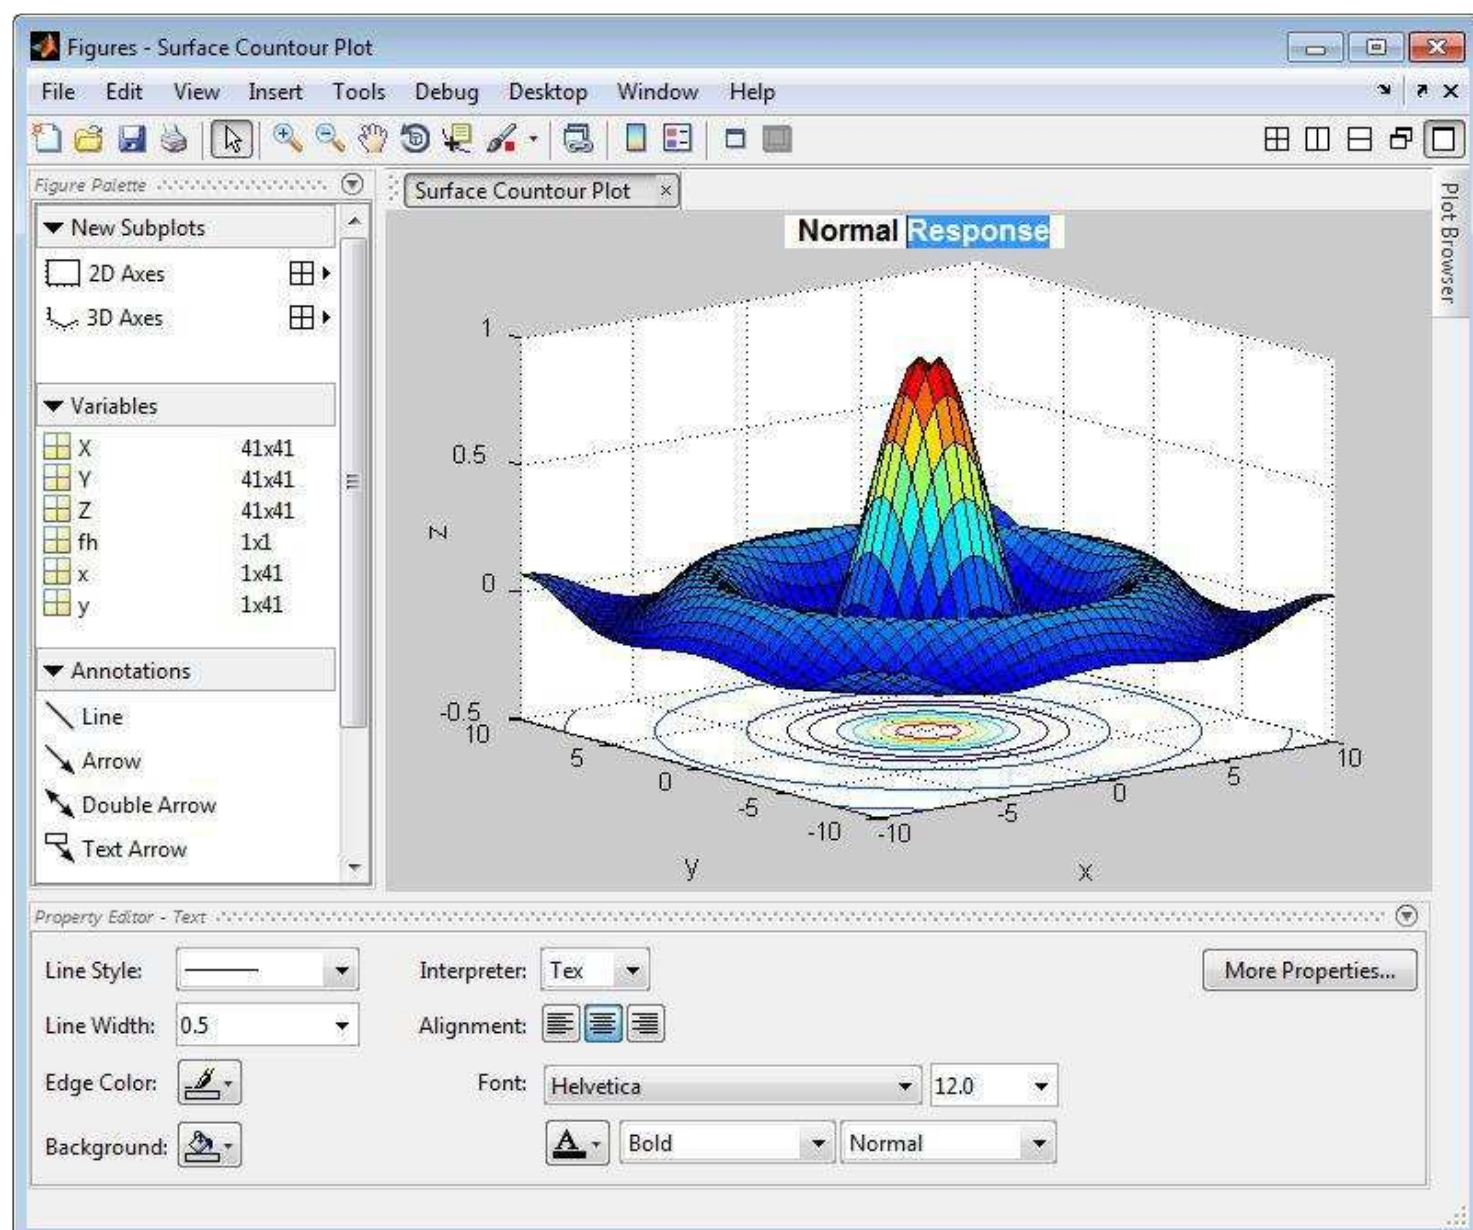 Figures - Surface Countour Plot
File Edit View Insert Tools Debug Desktop Window Help
Figure Palette
Surface Countour Plot
Plot Browser
New Subplots
2D Axes
3D Axes
Variables
X 41x41
Y 41x41
Z 41x41
fh 1x1
x 1x41
y 1x41
Annotations
Line
Arrow
Double Arrow
Text Arrow
Normal Response
1
0.5
0
-0.5
z
10
5
0
-5
-10
y
-10
-5
0
5
10
x
Property Editor - Text
Line Style:
Interpreter: Tex
More Properties...
Line Width: 0.5
Alignment:
Edge Color:
Font: Helvetica 12.0
Background:
A Bold Normal